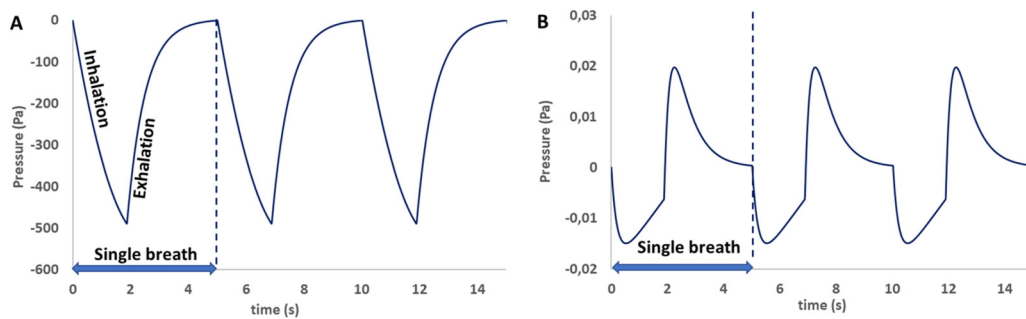 A
Pressure (Pa)
0
-100
-200
-300
-400
-500
-600
Inhalation
Exhalation
Single breath
0 2 4 6 8 10 12 14
time (s)
B
Pressure (Pa)
0,03
0,02
0,01
0
-0,01
-0,02
Single breath
0 2 4 6 8 10 12 14
time (s)